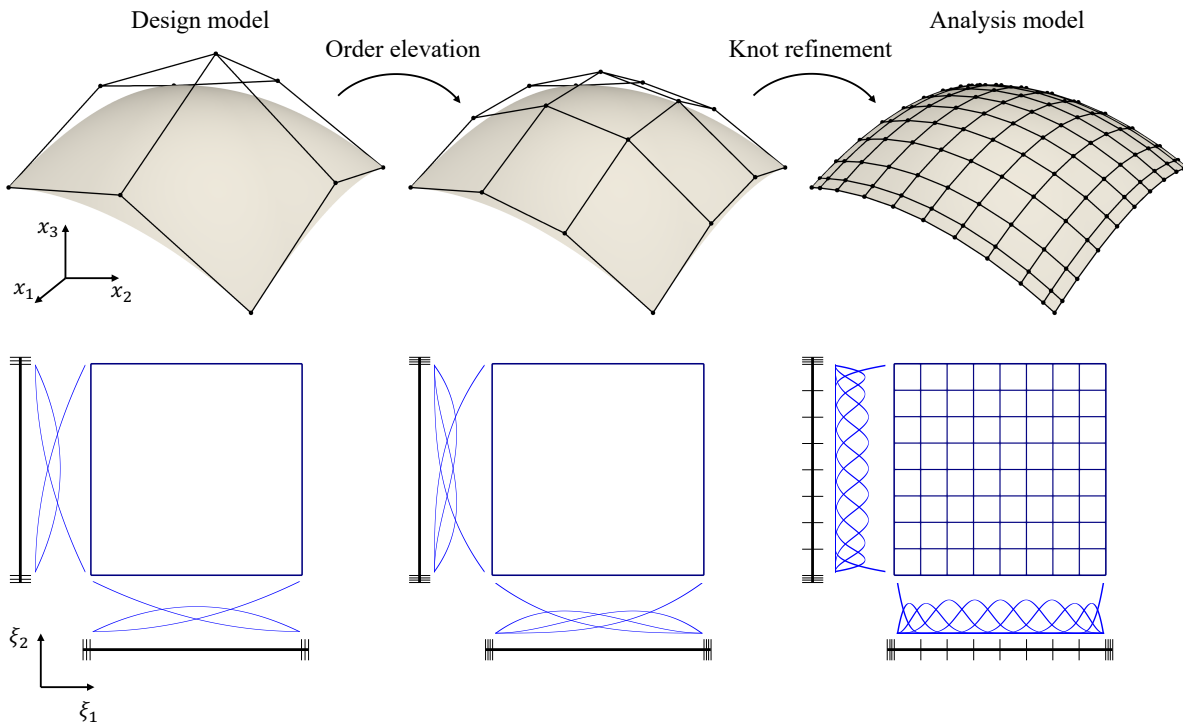 Design model
Order elevation
Knot refinement
Analysis model
x₃
x₁
x₂
ξ₂
ξ₁